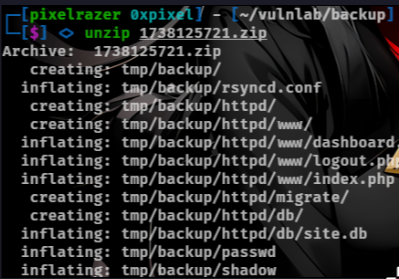 [pixelrazer 0xpixel] - [~/vulnlab/backup]
[$] <> unzip 1738125721.zip
Archive:  1738125721.zip
   creating: tmp/backup/
  inflating: tmp/backup/rsyncd.conf
   creating: tmp/backup/httpd/
   creating: tmp/backup/httpd/www/
  inflating: tmp/backup/httpd/www/dashboard
  inflating: tmp/backup/httpd/www/logout.php
  inflating: tmp/backup/httpd/www/index.php
   creating: tmp/backup/httpd/migrate/
   creating: tmp/backup/httpd/db/
  inflating: tmp/backup/httpd/db/site.db
  inflating: tmp/backup/passwd
  inflating: tmp/backup/shadow